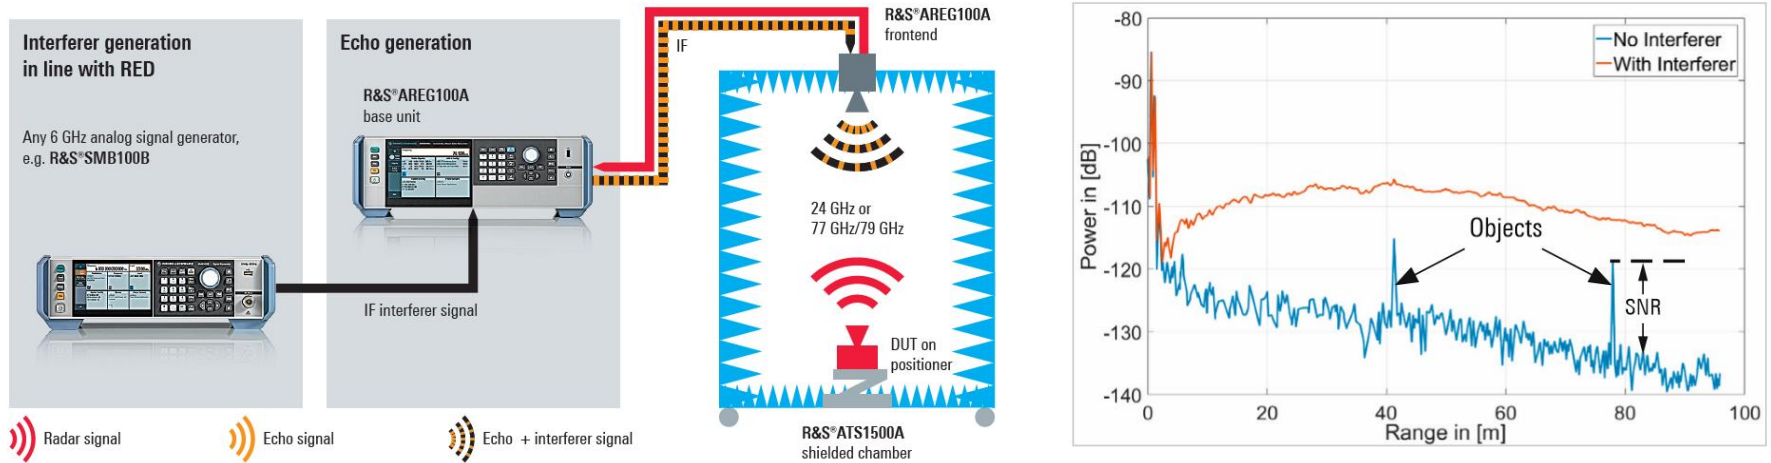 Interferer generation
in line with RED
Any 6 GHz analog signal generator,
e.g. R&S®SMB100B
IF interferer signal
Echo generation
R&S®AREG100A
base unit
IF
R&S®AREG100A
frontend
24 GHz or
77 GHz/79 GHz
DUT on
positioner
R&S®ATS1500A
shielded chamber
Radar signal
Echo signal
Echo + interferer signal
No Interferer
With Interferer
Objects
SNR
Power in [dB]
-80
-90
-100
-110
-120
-130
-140
0 20 40 60 80 100
Range in [m]